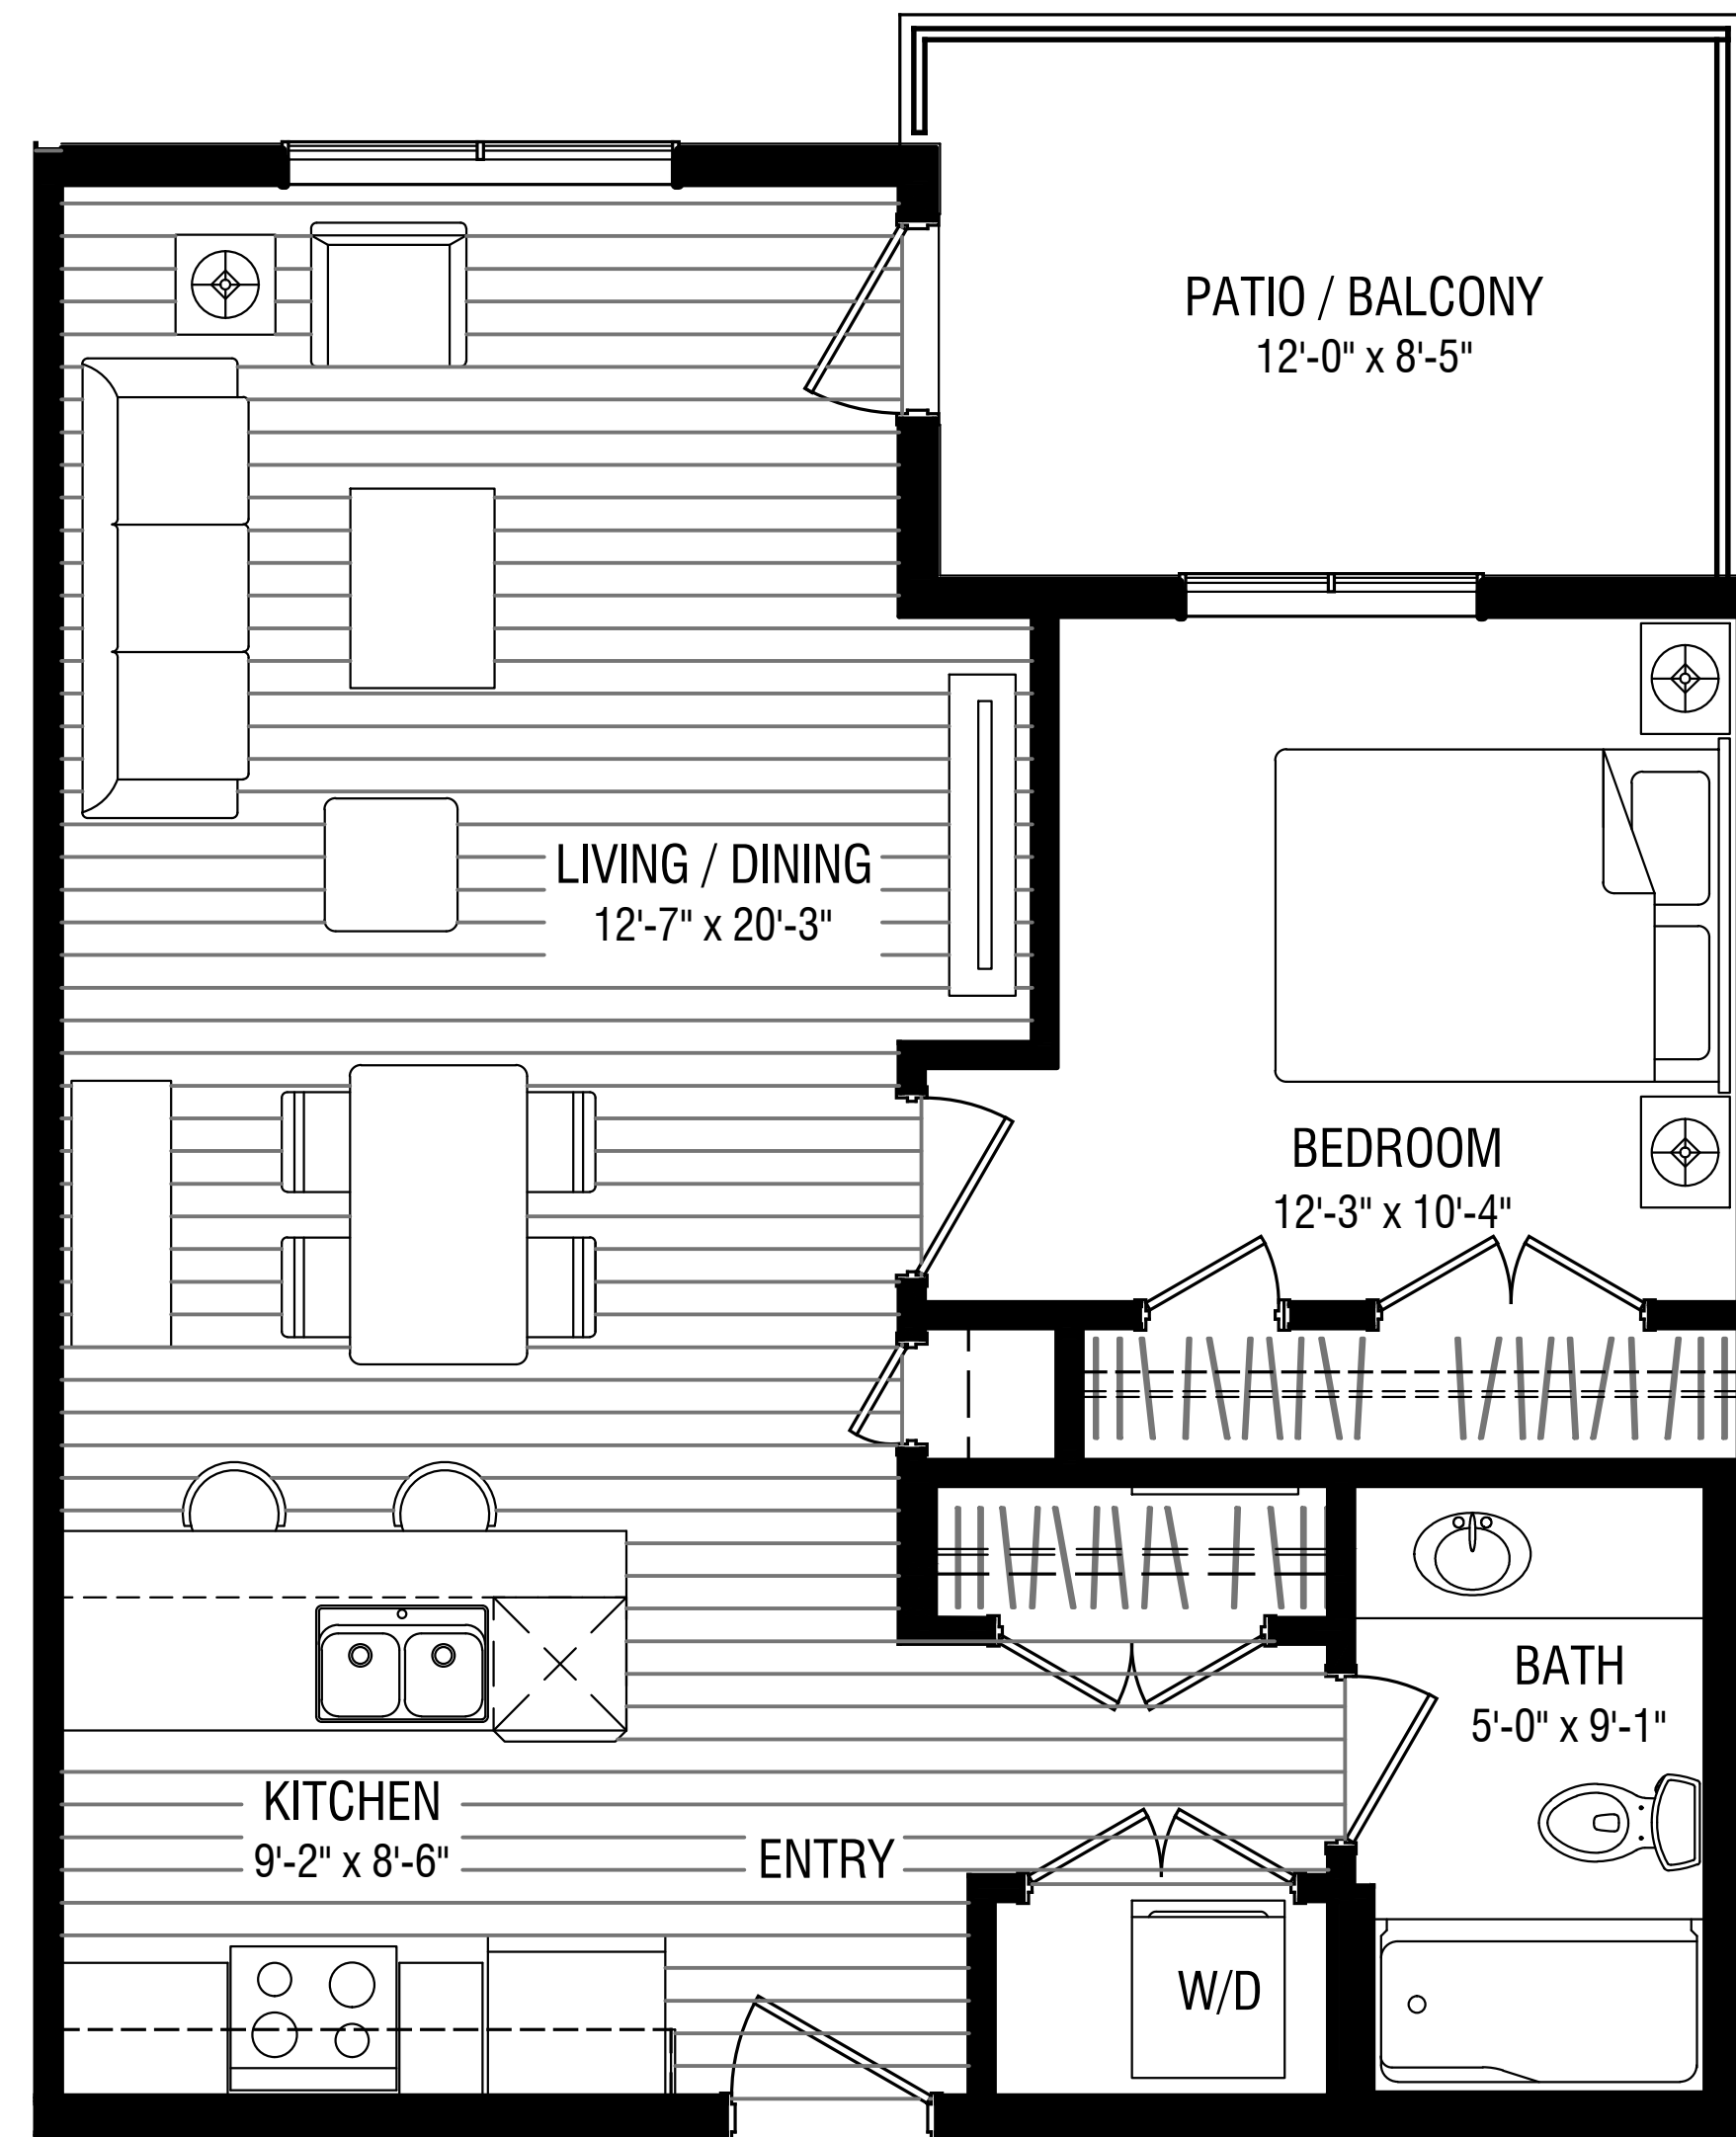 PATIO / BALCONY
12'-0" x 8'-5"
LIVING / DINING
12'-7" x 20'-3"
BEDROOM
12'-3" x 10'-4"
BATH
5'-0" x 9'-1"
KITCHEN
9'-2" x 8'-6"
ENTRY
W/D